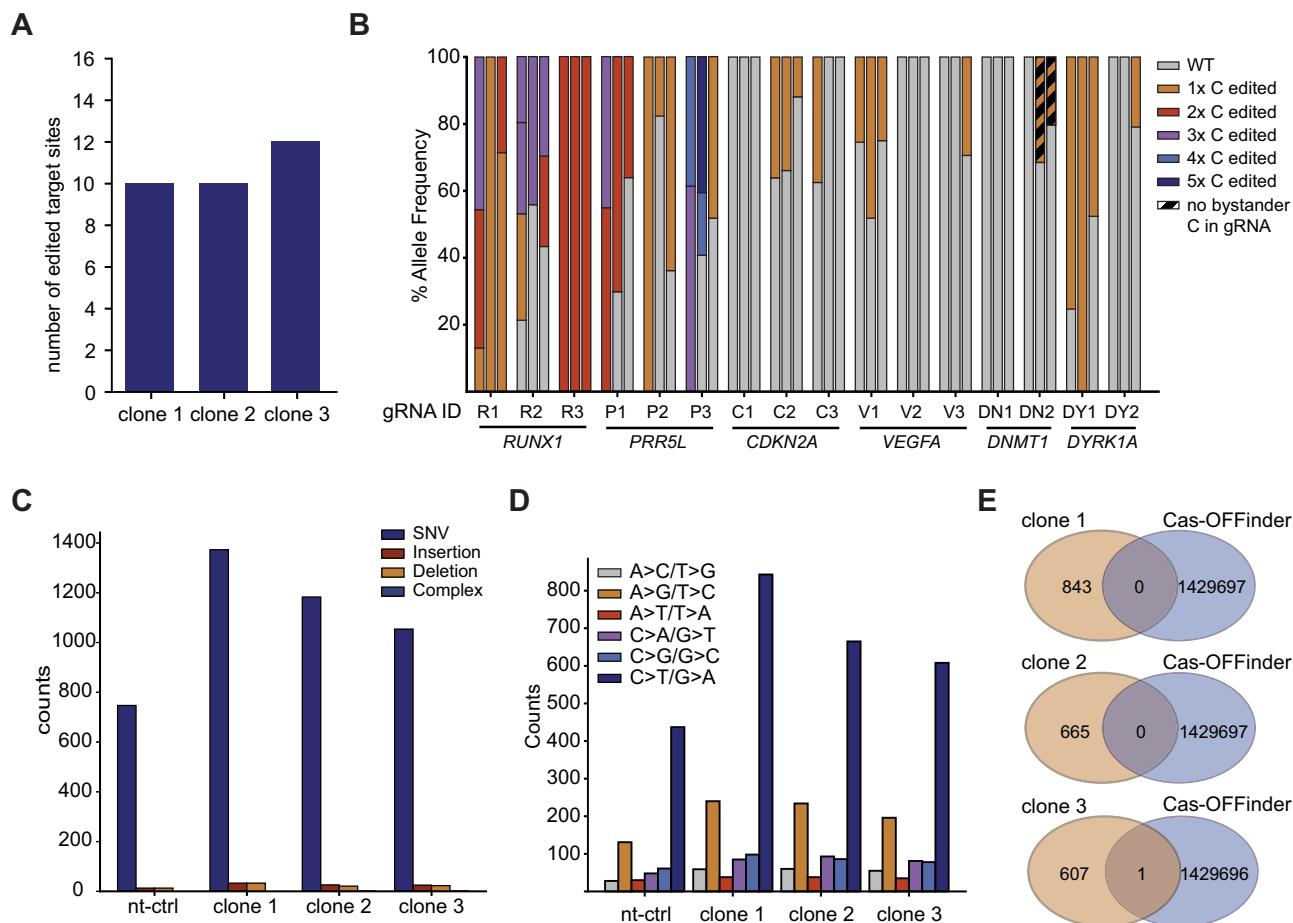 A
number of edited target sites
16
14
12
10
8
6
4
2
0
clone 1 clone 2 clone 3
B
% Allele Frequency
100
80
60
40
20
WT
1x C edited
2x C edited
3x C edited
4x C edited
5x C edited
no bystander
C in gRNA
gRNA ID R1 R2 R3 P1 P2 P3 C1 C2 C3 V1 V2 V3 DN1 DN2 DY1 DY2
RUNX1 PRR5L CDKN2A VEGFA DNMT1 DYRK1A
C
counts
1400
1200
1000
800
600
400
200
0
SNV
Insertion
Deletion
Complex
nt-ctrl clone 1 clone 2 clone 3
D
Counts
800
700
600
500
400
300
200
100
A>C/T>G
A>G/T>C
A>T/T>A
C>A/G>T
C>G/G>C
C>T/G>A
nt-ctrl clone 1 clone 2 clone 3
E
clone 1 Cas-OFFinder
843 0 1429697
clone 2 Cas-OFFinder
665 0 1429697
clone 3 Cas-OFFinder
607 1 1429696